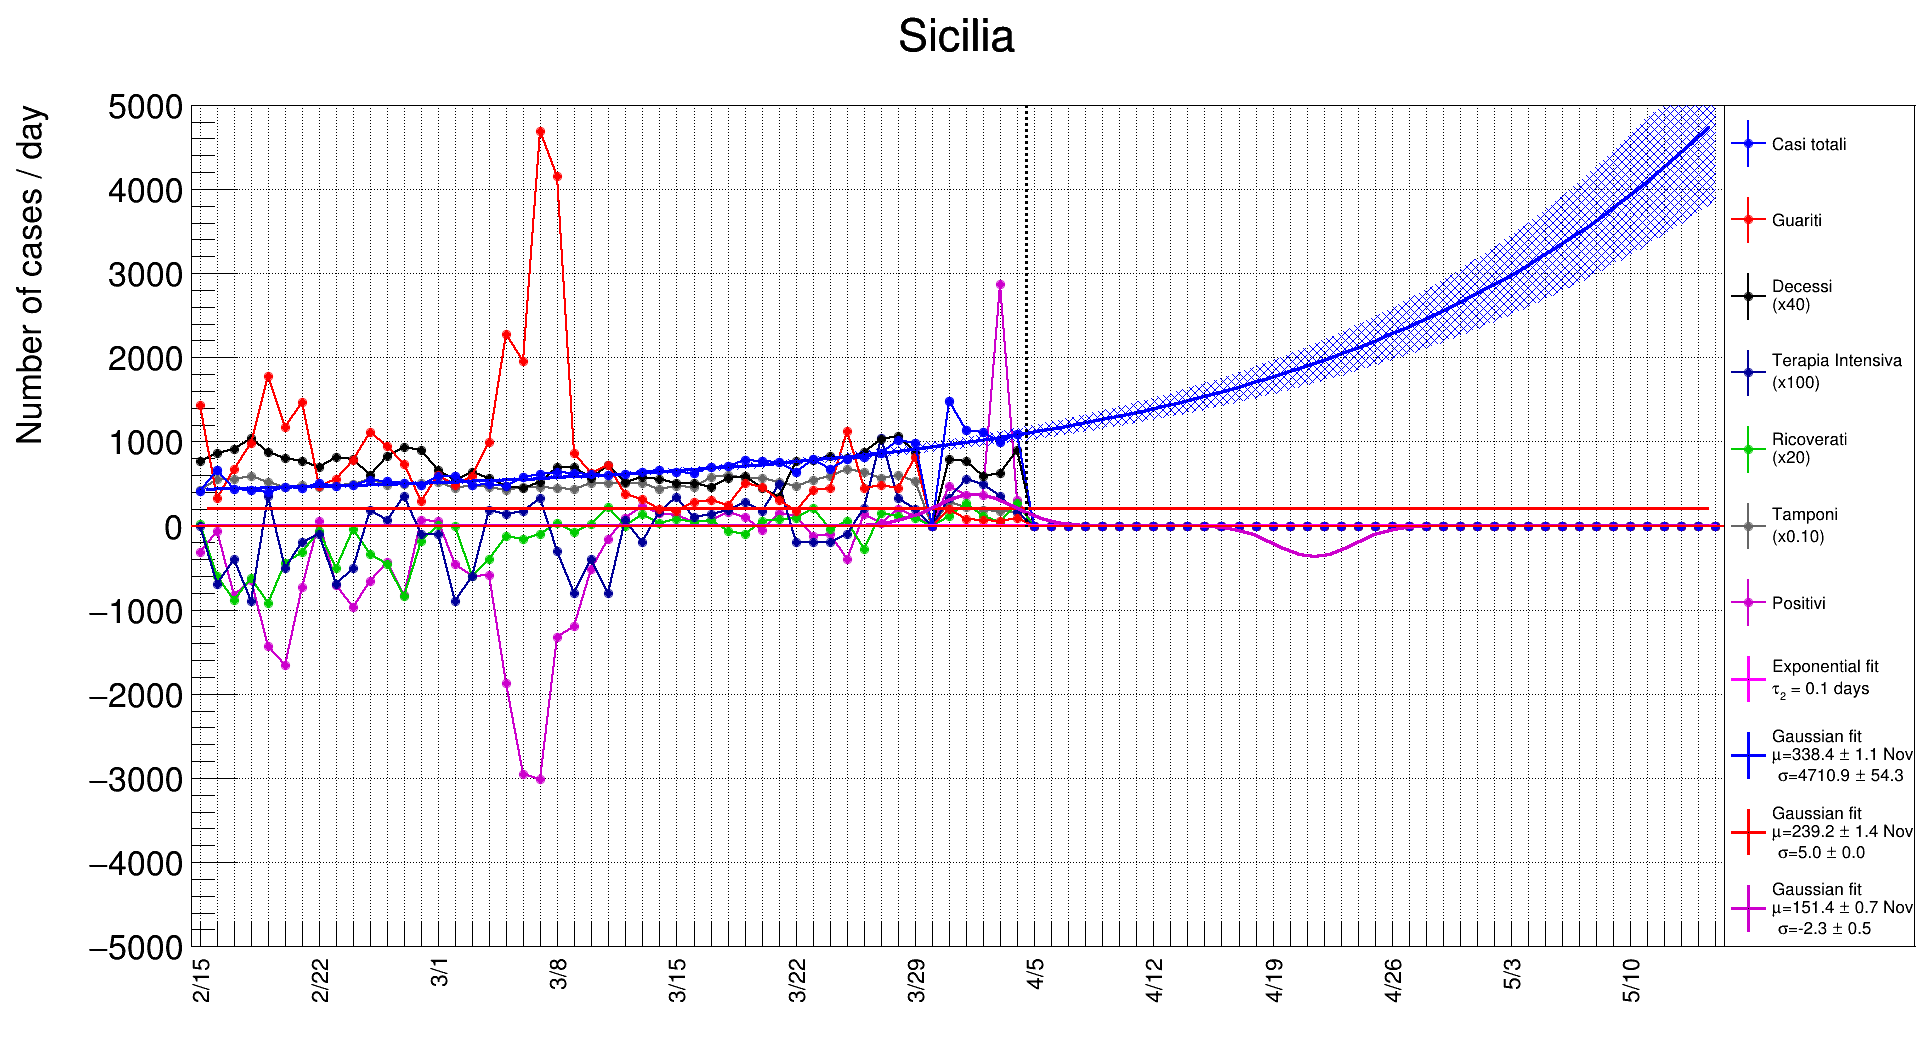 Sicilia
Number of cases / day
5000
4000
3000
2000
1000
0
−1000
−2000
−3000
−4000
−5000
2/15
2/22
3/1
3/8
3/15
3/22
3/29
4/5
4/12
4/19
4/26
5/3
5/10
Casi totali
Guariti
Decessi
(x40)
Terapia Intensiva
(x100)
Ricoverati
(x20)
Tamponi
(x0.10)
Positivi
Exponential fit
τ2 = 0.1 days
Gaussian fit
μ=338.4 ± 1.1 Nov
σ=4710.9 ± 54.3
Gaussian fit
μ=239.2 ± 1.4 Nov
σ=5.0 ± 0.0
Gaussian fit
μ=151.4 ± 0.7 Nov
σ=-2.3 ± 0.5